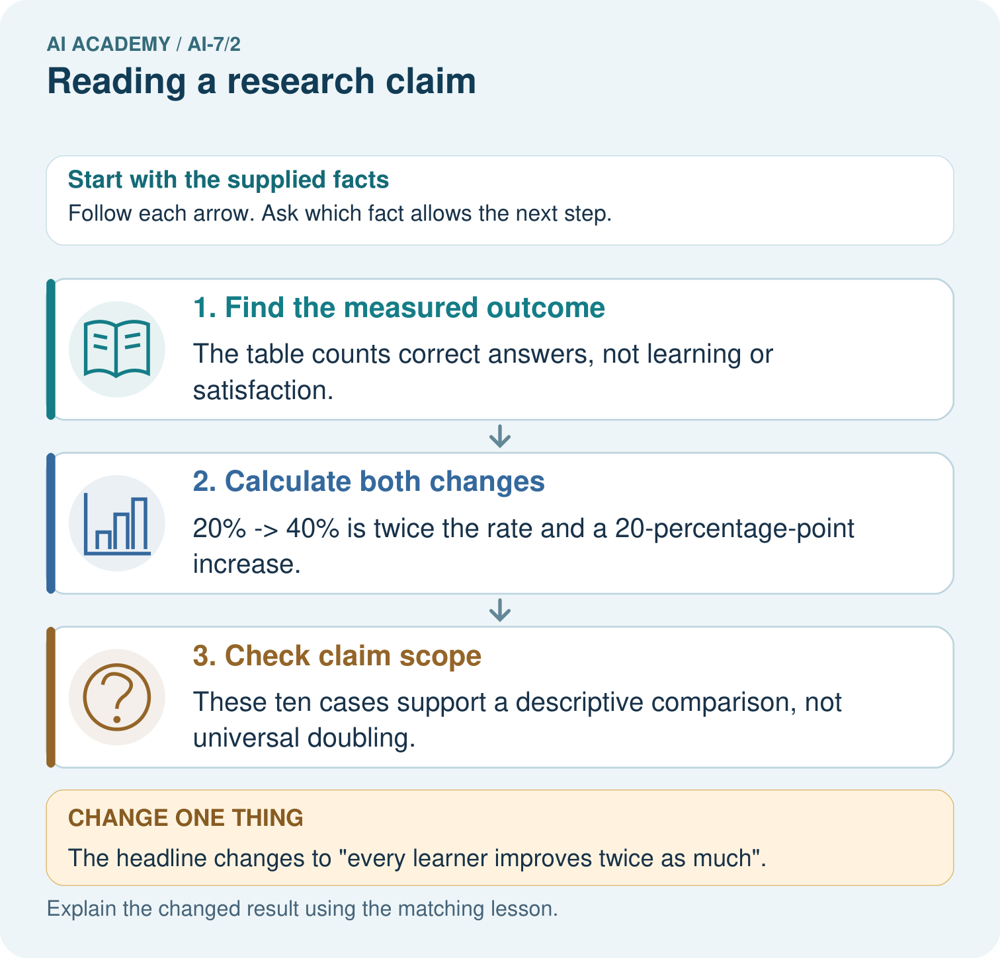 AI ACADEMY / AI-7/2
Reading a research claim
Start with the supplied facts
Follow each arrow. Ask which fact allows the next step.
1. Find the measured outcome
The table counts correct answers, not learning or
satisfaction.
2. Calculate both changes
20% -> 40% is twice the rate and a 20-percentage-point
increase.
3. Check claim scope
These ten cases support a descriptive comparison, not
universal doubling.
CHANGE ONE THING
The headline changes to "every learner improves twice as much".
Explain the changed result using the matching lesson.